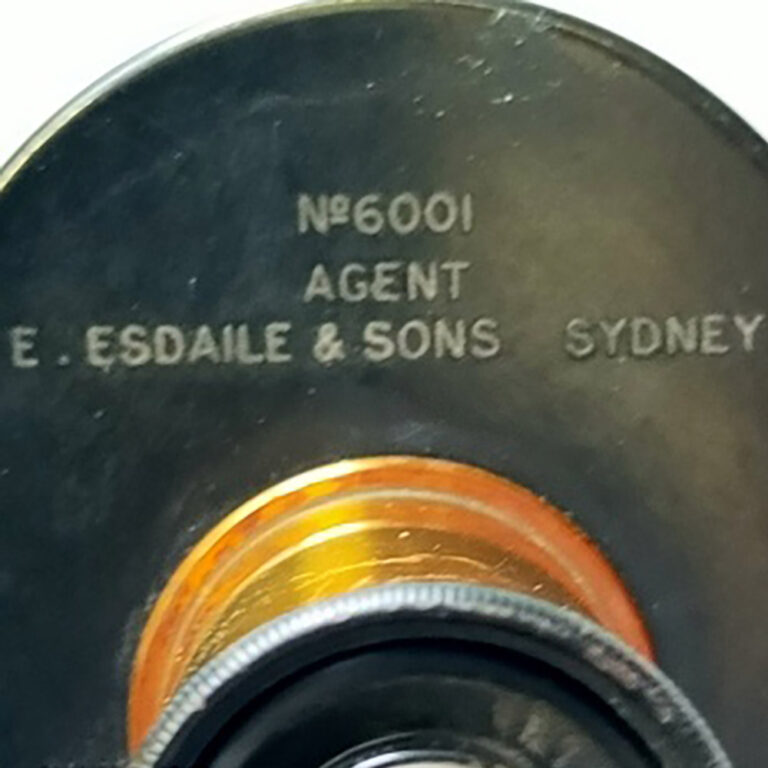 Nº6001
AGENT
E . ESDAILE & SONS SYDNEY